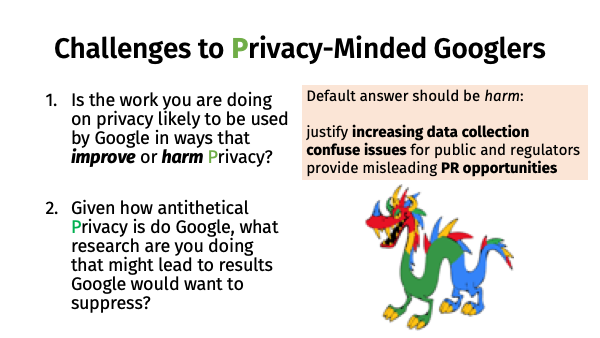 Challenges to Privacy-Minded Googlers
1. Is the work you are doing
on privacy likely to be used
by Google in ways that
improve or harm Privacy?
Default answer should be harm:
justify increasing data collection
confuse issues for public and regulators
provide misleading PR opportunities
2. Given how antithetical
Privacy is do Google, what
research are you doing
that might lead to results
Google would want to
suppress?